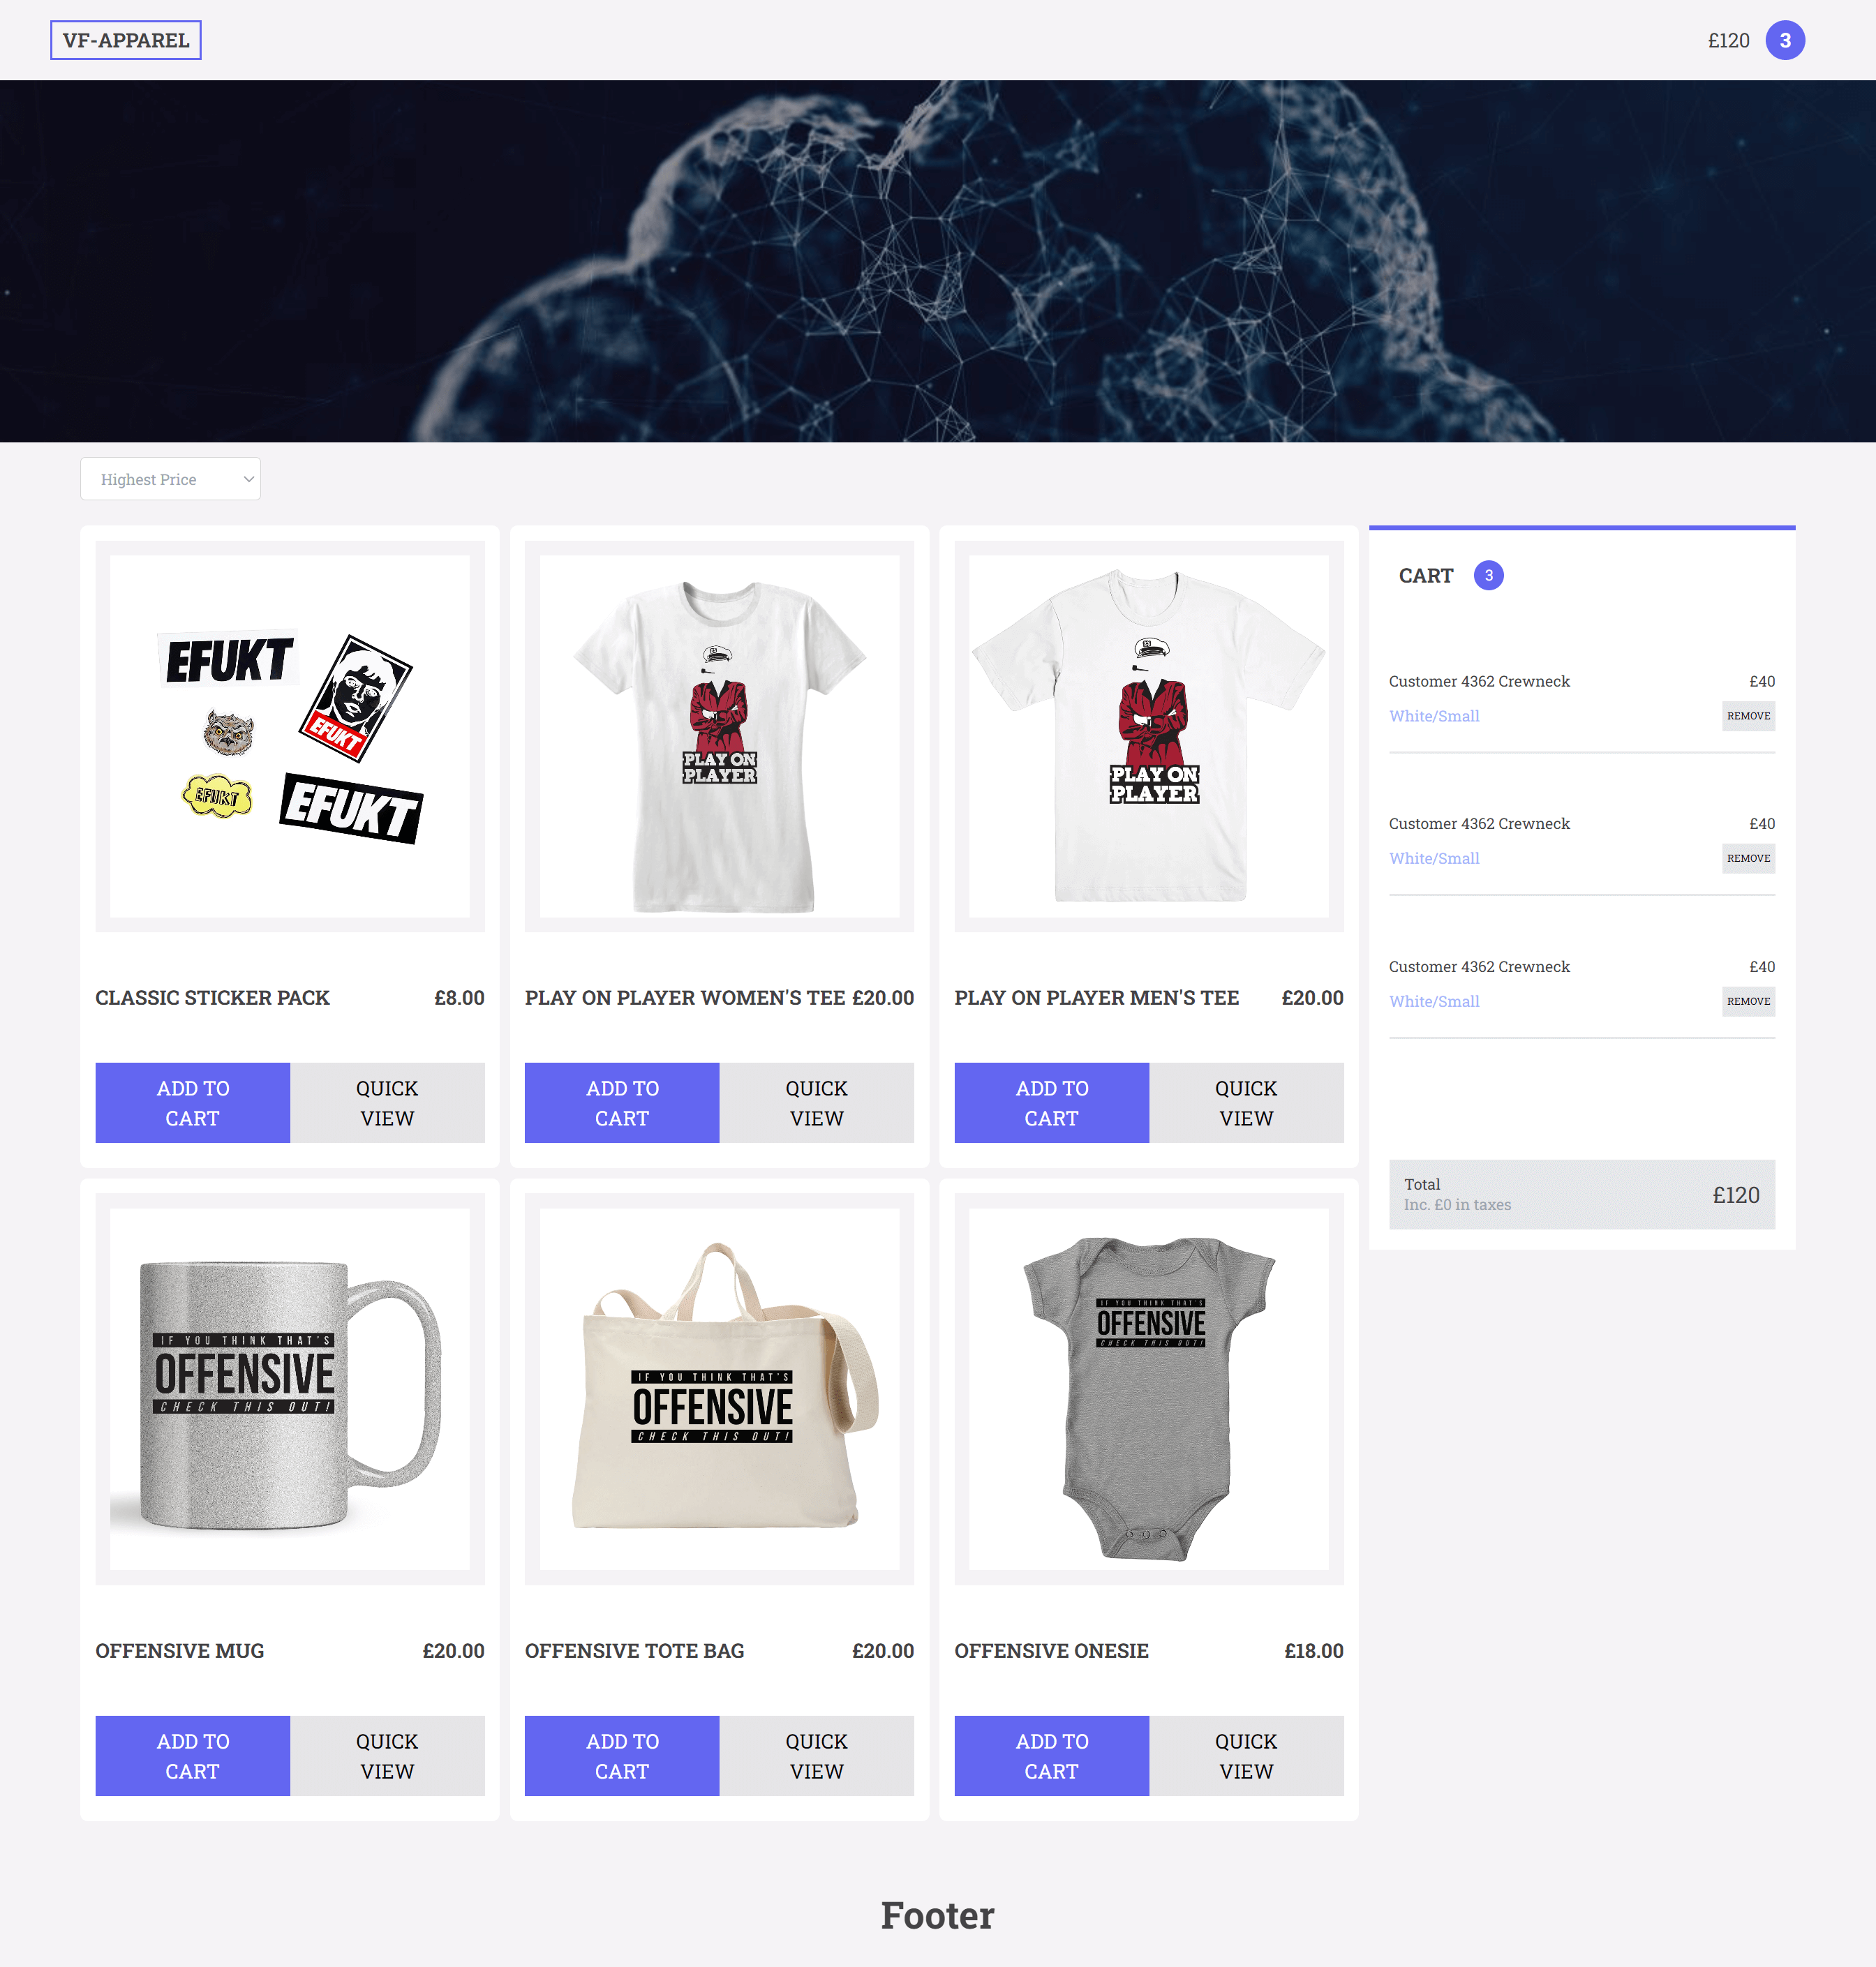 VF-APPAREL
£120 3
Highest Price
EFUKT
EFUKT
EFUKT
EFUKT
PLAY ON
PLAYER
PLAY ON
PLAYER
CLASSIC STICKER PACK £8.00
ADD TO CART
QUICK VIEW
PLAY ON PLAYER WOMEN'S TEE £20.00
ADD TO CART
QUICK VIEW
PLAY ON PLAYER MEN'S TEE £20.00
ADD TO CART
QUICK VIEW
CART 3
Customer 4362 Crewneck £40
White/Small REMOVE
Customer 4362 Crewneck £40
White/Small REMOVE
Customer 4362 Crewneck £40
White/Small REMOVE
Total
Inc. £0 in taxes
£120
IF YOU THINK THAT'S
OFFENSIVE
CHECK THIS OUT!
IF YOU THINK THAT'S
OFFENSIVE
CHECK THIS OUT!
IF YOU THINK THAT'S
OFFENSIVE
CHECK THIS OUT!
OFFENSIVE MUG £20.00
ADD TO CART
QUICK VIEW
OFFENSIVE TOTE BAG £20.00
ADD TO CART
QUICK VIEW
OFFENSIVE ONESIE £18.00
ADD TO CART
QUICK VIEW
Footer